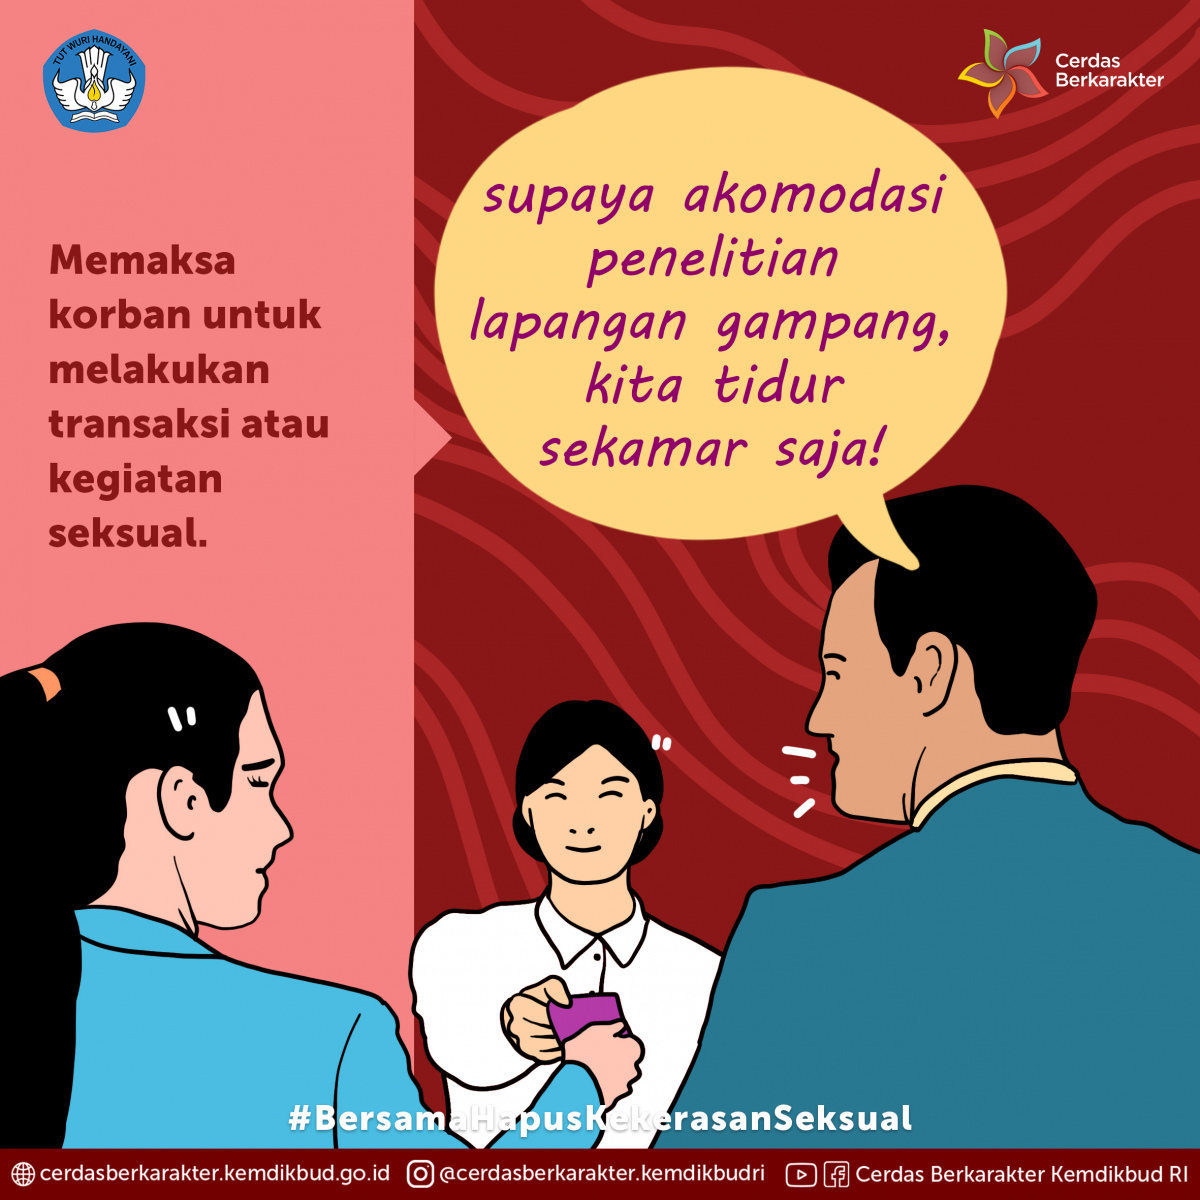 TUT WURI HANDAYANI
Cerdas
Berkarakter
Memaksa
korban untuk
melakukan
transaksi atau
kegiatan
seksual.
supaya akomodasi
penelitian
lapangan gampang,
kita tidur
sekamar saja!
#BersamaHapusKekerasanSeksual
cerdasberkarakter.kemdikbud.go.id
@cerdasberkarakter.kemdikbudri
Cerdas Berkarakter Kemdikbud RI